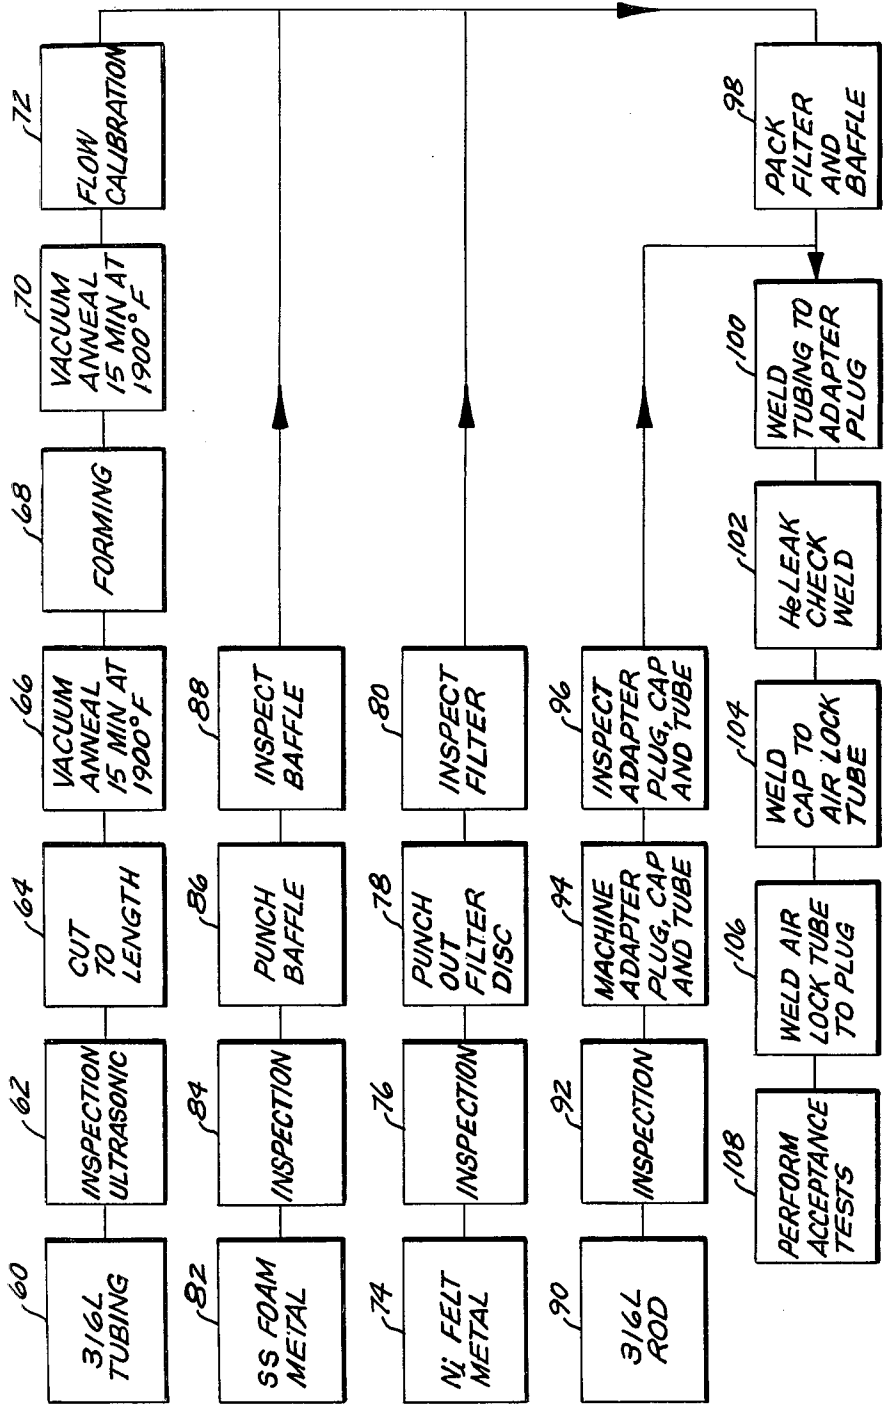 60
316L
TUBING
62
INSPECTION
ULTRASONIC
64
CUT
TO
LENGTH
66
VACUUM
ANNEAL
15 MIN AT
1900°F
68
FORMING
70
VACUUM
ANNEAL
15 MIN AT
1900°F
72
FLOW
CALIBRATION
82
SS FOAM
METAL
84
INSPECTION
86
PUNCH
BAFFLE
88
INSPECT
BAFFLE
74
Ni FELT
METAL
76
INSPECTION
78
PUNCH
OUT
FILTER
DISC
80
INSPECT
FILTER
90
316L
ROD
92
INSPECTION
94
MACHINE
ADAPTER
PLUG, CAP
AND TUBE
96
INSPECT
ADAPTER
PLUG, CAP
AND TUBE
98
PACK
FILTER
AND
BAFFLE
100
WELD
TUBING TO
ADAPTER
PLUG
102
He LEAK
CHECK
WELD
104
WELD
CAP TO
AIR LOCK
TUBE
106
WELD AIR
LOCK TUBE
TO PLUG
108
PERFORM
ACCEPTANCE
TESTS